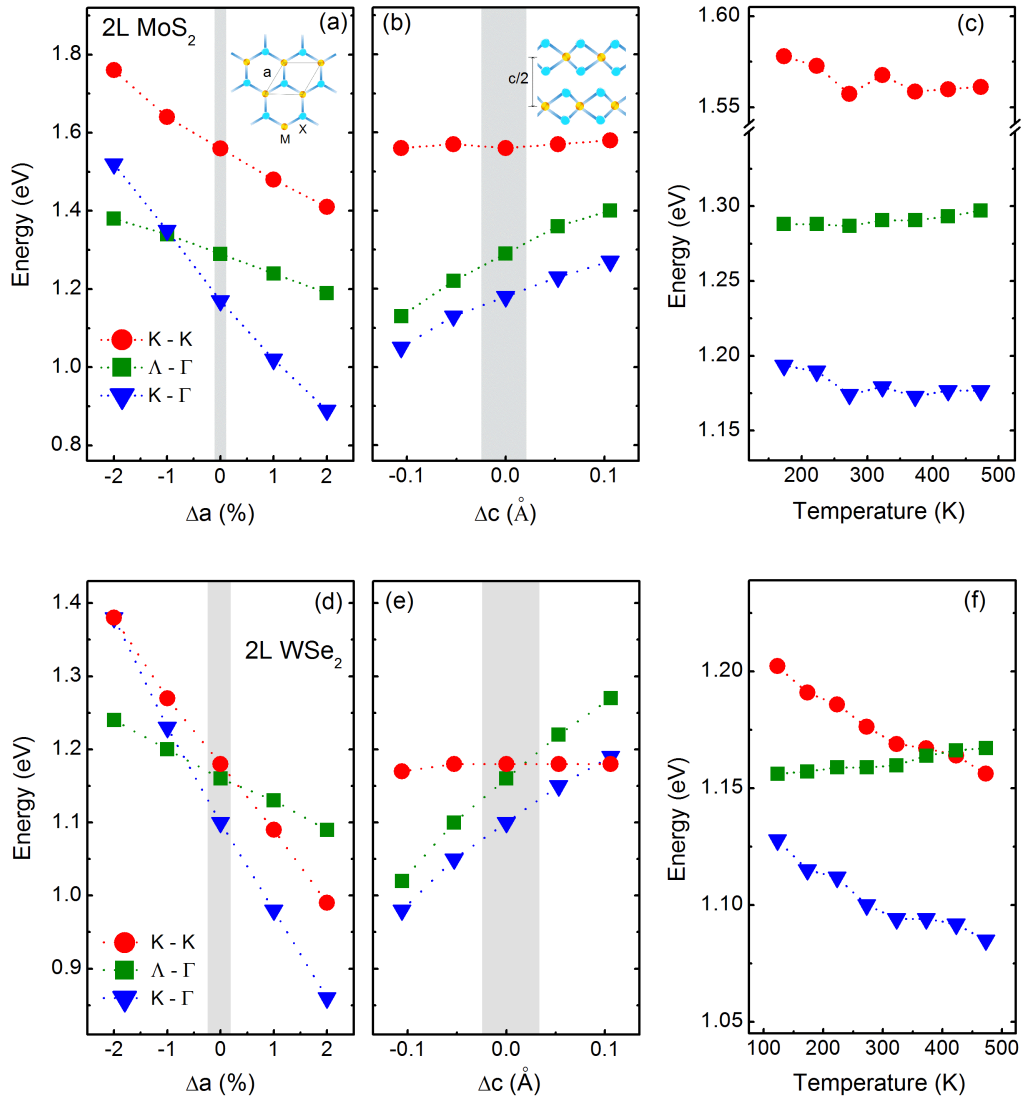 2L MoS2
(a)
a
M
X
1.8
1.6
1.4
1.2
1.0
0.8
Energy (eV)
K - K
Λ - Γ
K - Γ
-2
-1
0
1
2
Δa (%)
(b)
c/2
-0.1
0.0
0.1
Δc (Å)
(c)
1.60
1.55
1.30
1.25
1.20
1.15
Energy (eV)
200
300
400
500
Temperature (K)
(d)
2L WSe2
1.4
1.3
1.2
1.1
1.0
0.9
Energy (eV)
K - K
Λ - Γ
K - Γ
-2
-1
0
1
2
Δa (%)
(e)
-0.1
0.0
0.1
Δc (Å)
(f)
1.20
1.15
1.10
1.05
Energy (eV)
100
200
300
400
500
Temperature (K)